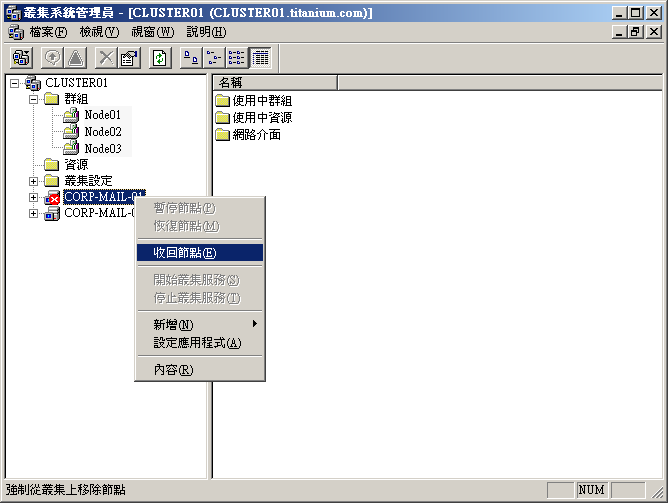 叢集系統管理員 - [CLUSTER01 (CLUSTER01.titanium.com)]
檔案(F) 檢視(V) 視窗(W) 說明(H)
CLUSTER01
群組
Node01
Node02
Node03
資源
叢集設定
CORP-MAIL-01
CORP-MAIL-0
名稱
使用中群組
使用中資源
網路介面
暫停節點(P)
恢復節點(M)
收回節點(E)
開始叢集服務(S)
停止叢集服務(T)
新增(N)
設定應用程式(A)
內容(R)
強制從叢集上移除節點
NUM